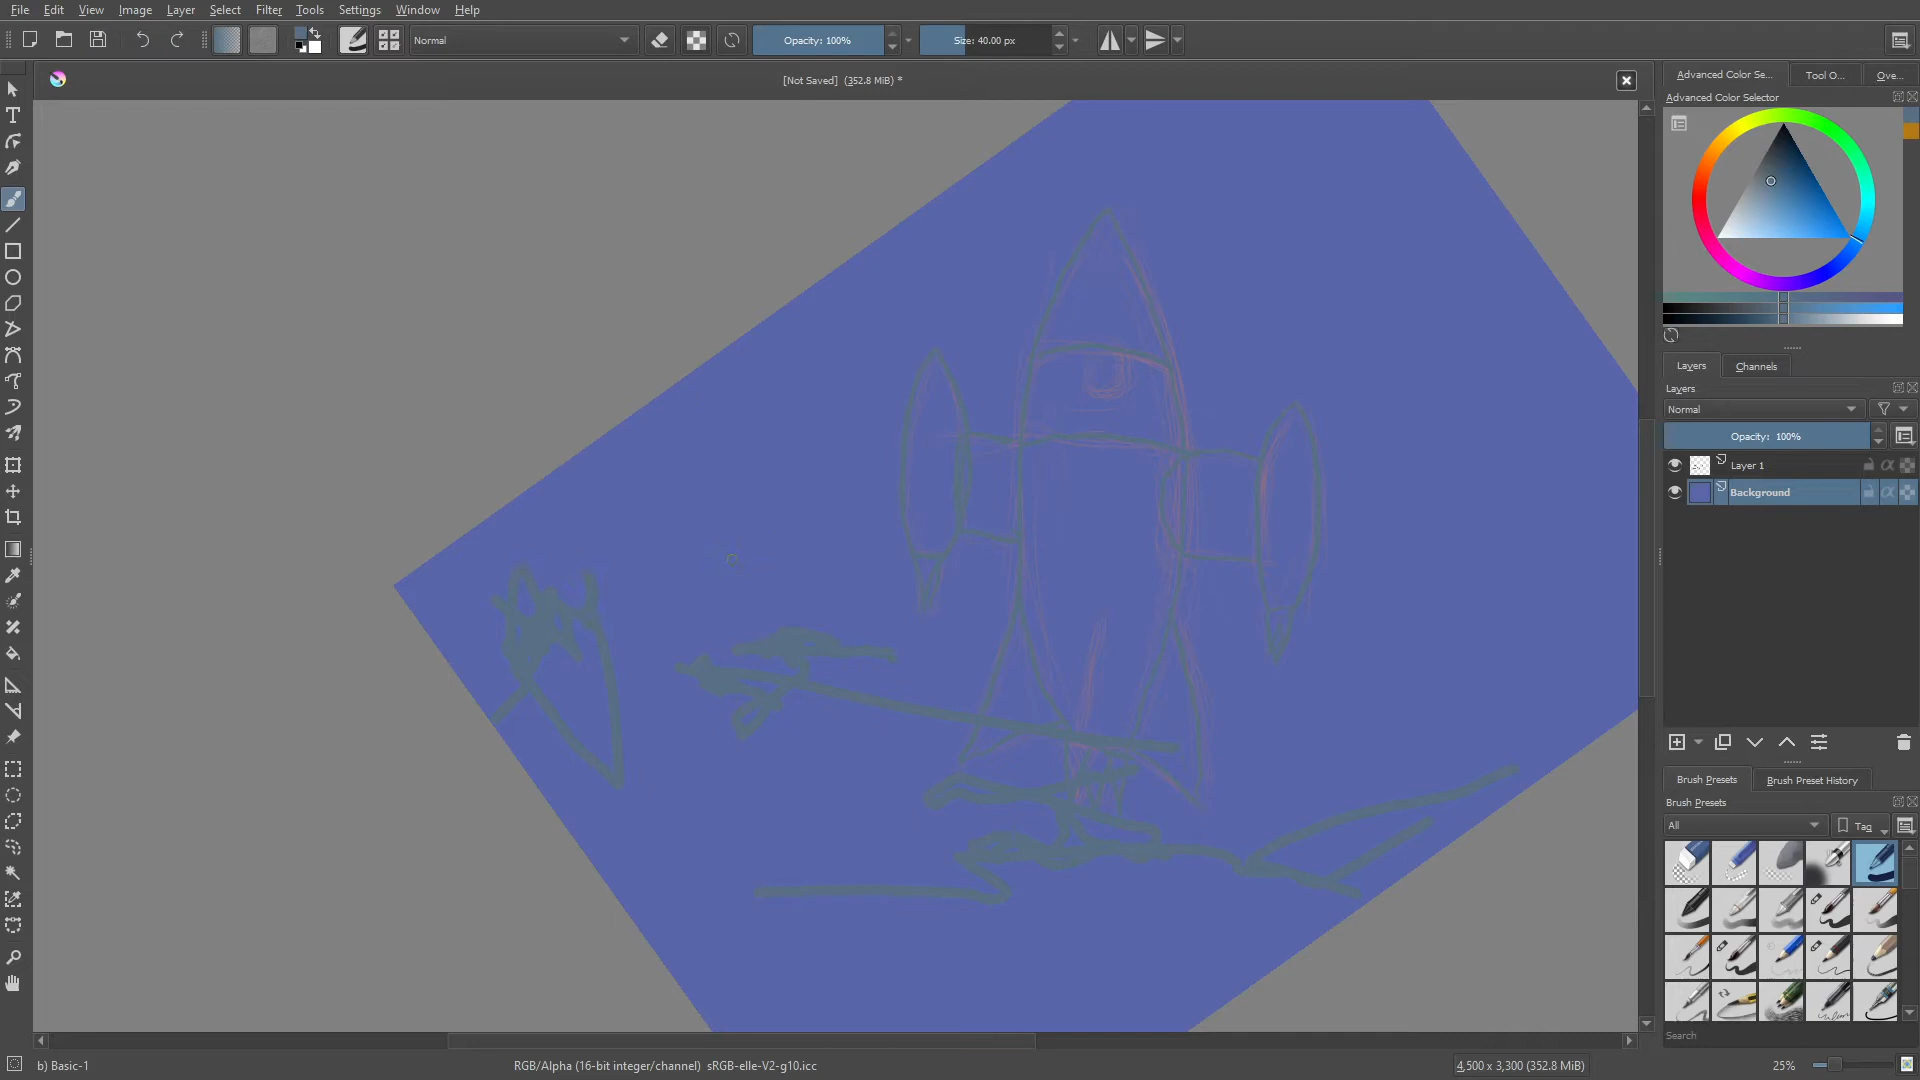 File Edit View Image Layer Select Filter Tools Settings Window Help
Normal Opacity: 100% Size: 40.00 px
[Not Saved] (352.8 MiB) *
Advanced Color Se... Tool O... Ove...
Advanced Color Selector
Layers Channels
Layers
Normal
Opacity: 100%
Layer 1
Background
Brush Presets Brush Preset History
Brush Presets
All Tag
Search
b) Basic-1 RGB/Alpha (16-bit integer/channel) sRGB-elle-V2-g10.icc 4,500 x 3,300 (352.8 MiB) 25%